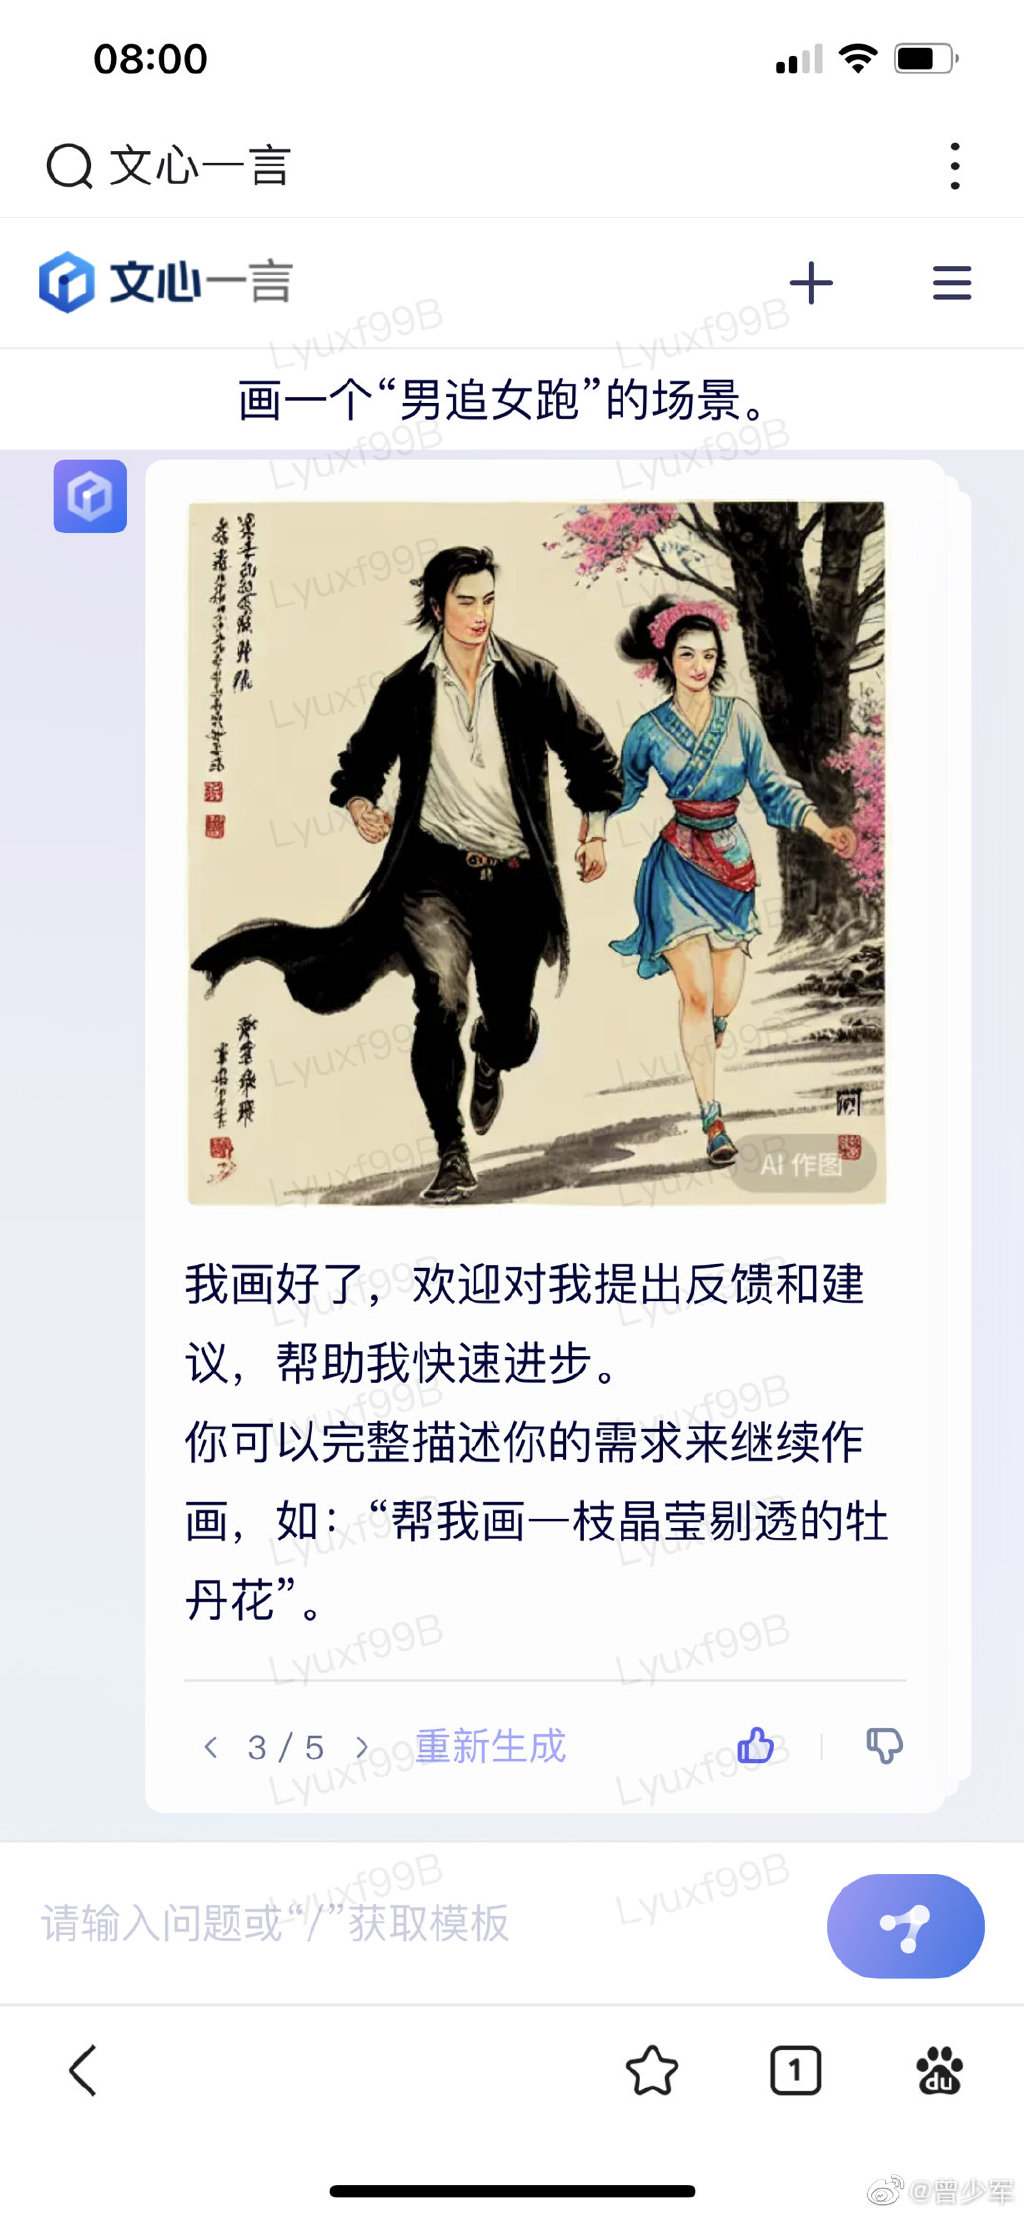 08:00
文心一言
文心一言
画一个“男追女跑”的场景。
AI 作图
我画好了，欢迎对我提出反馈和建
议，帮助我快速进步。
你可以完整描述你的需求来继续作
画，如：“帮我画一枝晶莹剔透的牡
丹花”。
3 / 5
重新生成
请输入问题或“/”获取模板
1
du
Lyuxf99B
@曾少军